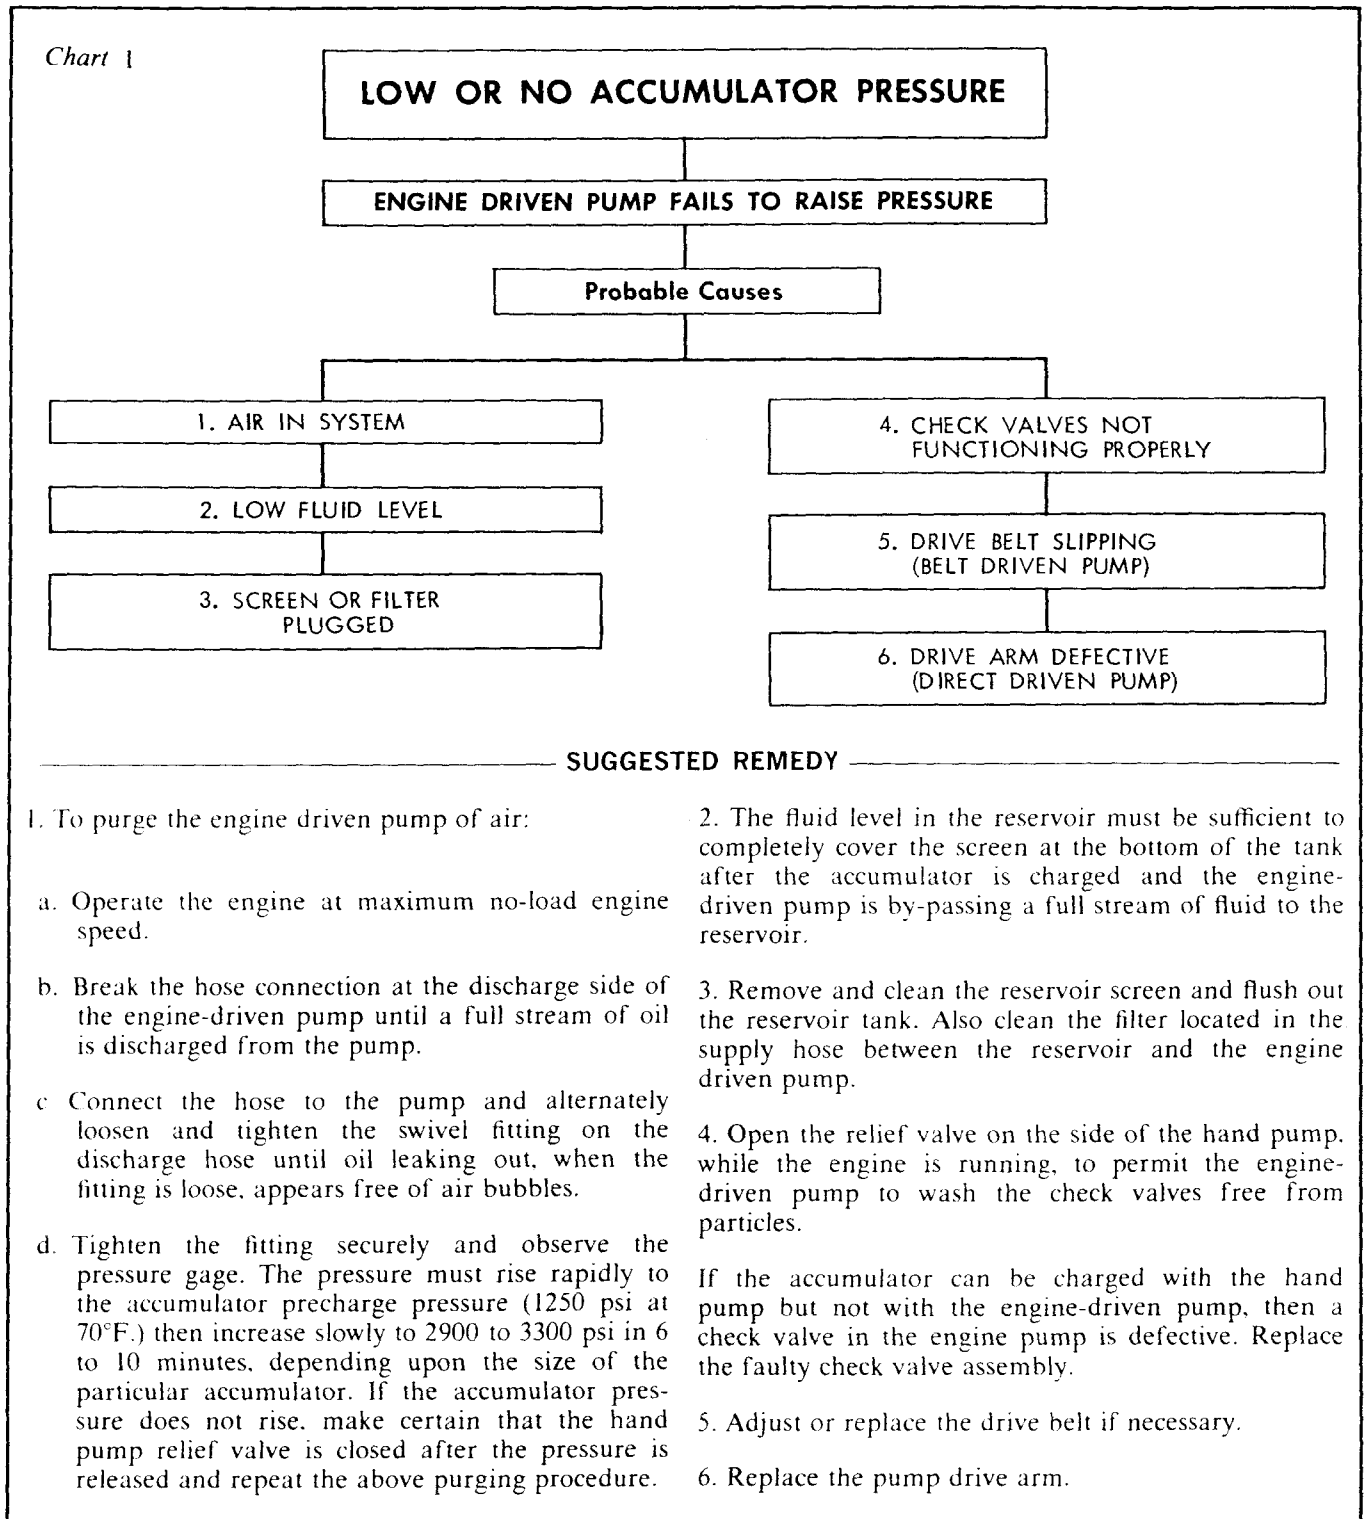 Chart 1
LOW OR NO ACCUMULATOR PRESSURE
ENGINE DRIVEN PUMP FAILS TO RAISE PRESSURE
Probable Causes
1. AIR IN SYSTEM
2. LOW FLUID LEVEL
3. SCREEN OR FILTER
PLUGGED
4. CHECK VALVES NOT
FUNCTIONING PROPERLY
5. DRIVE BELT SLIPPING
(BELT DRIVEN PUMP)
6. DRIVE ARM DEFECTIVE
(DIRECT DRIVEN PUMP)
SUGGESTED REMEDY
1. To purge the engine driven pump of air:
a. Operate the engine at maximum no-load engine
speed.
b. Break the hose connection at the discharge side of
the engine-driven pump until a full stream of oil
is discharged from the pump.
c Connect the hose to the pump and alternately
loosen and tighten the swivel fitting on the
discharge hose until oil leaking out, when the
fitting is loose, appears free of air bubbles.
d. Tighten the fitting securely and observe the
pressure gage. The pressure must rise rapidly to
the accumulator precharge pressure (1250 psi at
70°F.) then increase slowly to 2900 to 3300 psi in 6
to 10 minutes, depending upon the size of the
particular accumulator. If the accumulator pres-
sure does not rise, make certain that the hand
pump relief valve is closed after the pressure is
released and repeat the above purging procedure.
2. The fluid level in the reservoir must be sufficient to
completely cover the screen at the bottom of the tank
after the accumulator is charged and the engine-
driven pump is by-passing a full stream of fluid to the
reservoir.
3. Remove and clean the reservoir screen and flush out
the reservoir tank. Also clean the filter located in the
supply hose between the reservoir and the engine
driven pump.
4. Open the relief valve on the side of the hand pump,
while the engine is running, to permit the engine-
driven pump to wash the check valves free from
particles.
If the accumulator can be charged with the hand
pump but not with the engine-driven pump, then a
check valve in the engine pump is defective. Replace
the faulty check valve assembly.
5. Adjust or replace the drive belt if necessary.
6. Replace the pump drive arm.